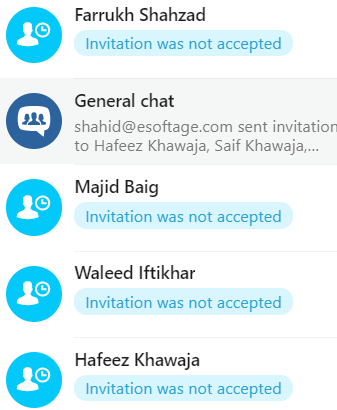 Farrukh Shahzad
Invitation was not accepted
General chat
shahid@esoftage.com sent invitation
to Hafeez Khawaja, Saif Khawaja,...
Majid Baig
Invitation was not accepted
Waleed Iftikhar
Invitation was not accepted
Hafeez Khawaja
Invitation was not accepted